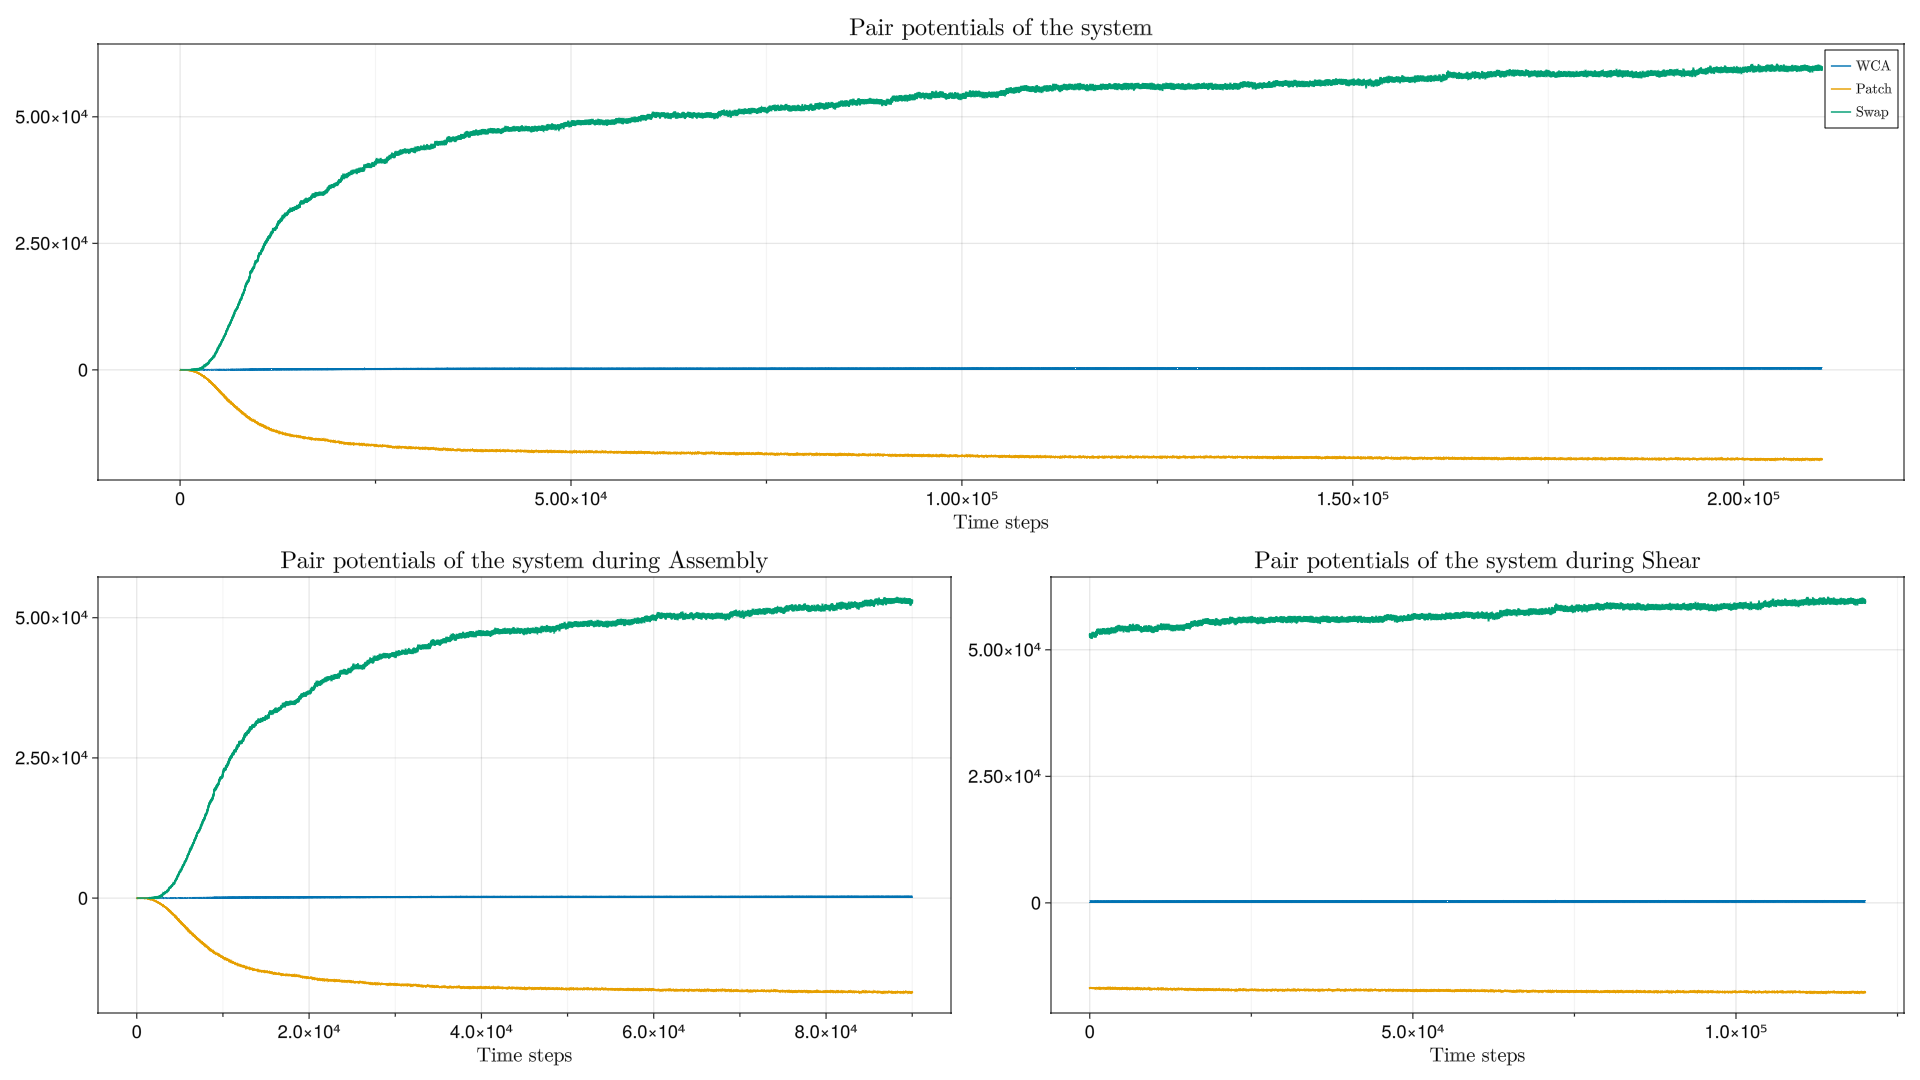 Pair potentials of the system
WCA
Patch
Swap
5.00×10⁴
2.50×10⁴
0
0 5.00×10⁴ 1.00×10⁵ 1.50×10⁵ 2.00×10⁵
Time steps
Pair potentials of the system during Assembly
5.00×10⁴
2.50×10⁴
0
0 2.0×10⁴ 4.0×10⁴ 6.0×10⁴ 8.0×10⁴
Time steps
Pair potentials of the system during Shear
5.00×10⁴
2.50×10⁴
0
0 5.0×10⁴ 1.0×10⁵
Time steps